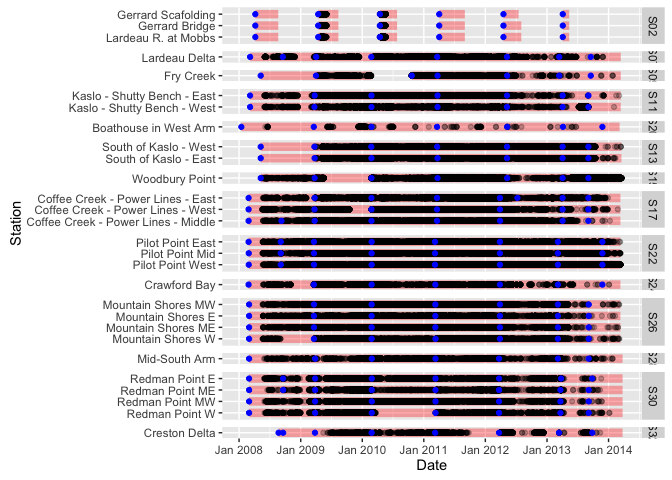 Station
Gerrard Scafolding
Gerrard Bridge
Lardeau R. at Mobbs
S02
Lardeau Delta
Fry Creek
Kaslo - Shutty Bench - East
Kaslo - Shutty Bench - West
S11
Boathouse in West Arm
South of Kaslo - West
South of Kaslo - East
S13
Woodbury Point
Coffee Creek - Power Lines - East
Coffee Creek - Power Lines - West
Coffee Creek - Power Lines - Middle
S17
Pilot Point East
Pilot Point Mid
Pilot Point West
S22
Crawford Bay
Mountain Shores MW
Mountain Shores E
Mountain Shores ME
Mountain Shores W
S26
Mid-South Arm
Redman Point E
Redman Point ME
Redman Point MW
Redman Point W
S30
Creston Delta
Jan 2008 Jan 2009 Jan 2010 Jan 2011 Jan 2012 Jan 2013 Jan 2014
Date